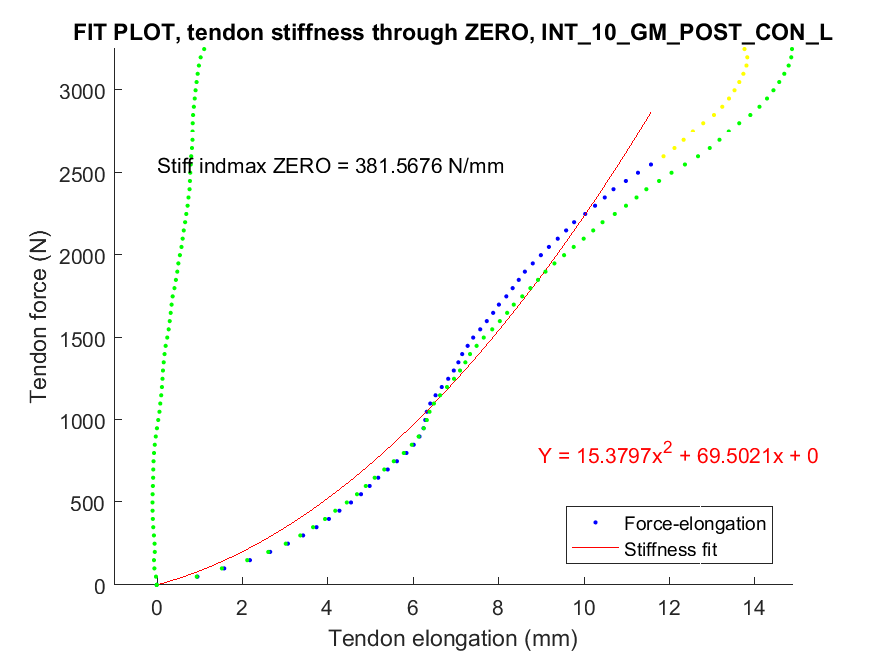 FIT PLOT, tendon stiffness through ZERO, INT_10_GM_POST_CON_L
3000
Stiff indmax ZERO = 381.5676 N/mm
2500
2000
Tendon force (N)
1500
1000
Y = 15.3797x² + 69.5021x + 0
500
Force-elongation
Stiffness fit
0
0 2 4 6 8 10 12 14
Tendon elongation (mm)